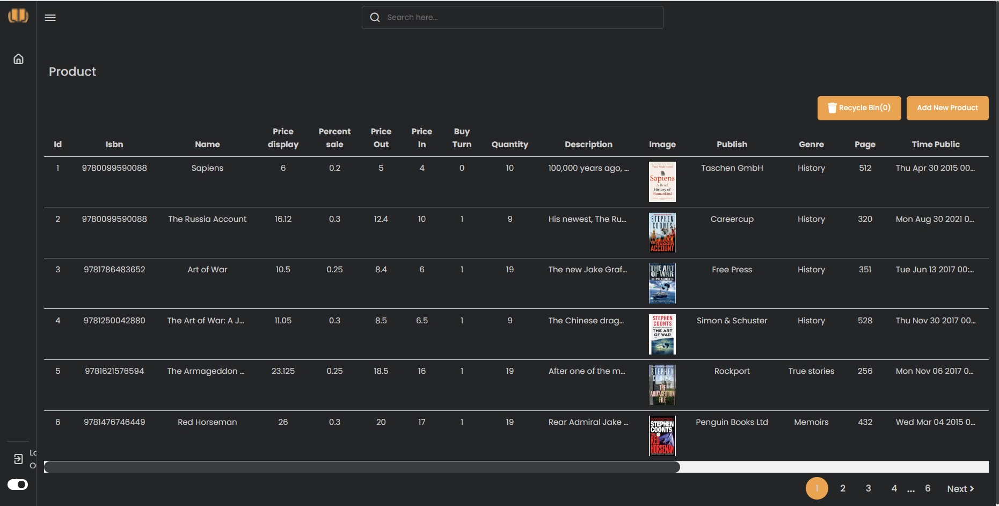 Search here...
Product
Recycle Bin(0) Add New Product
Id Isbn Name Price display Percent sale Price Out Price In Buy Turn Quantity Description Image Publish Genre Page Time Public
1 9780099590088 Sapiens 6 0.2 5 4 0 10 100,000 years ago, ... Taschen GmbH History 512 Thu Apr 30 2015 00...
Yuval Noah Harari
Sapiens
A Brief
History of
Humankind
2 9780099590088 The Russia Account 16.12 0.3 12.4 10 1 9 His newest, The Ru... Careercup History 320 Mon Aug 30 2021 0...
STEPHEN
COONTS
THE RUSSIA
ACCOUNT
3 9781786483652 Art of War 10.5 0.25 8.4 6 1 19 The new Jake Graf... Free Press History 351 Tue Jun 13 2017 00:...
THE ART
OF WAR
STEPHEN COONTS
4 9781250042880 The Art of War: A J... 11.05 0.3 8.5 6.5 1 9 The Chinese drag... Simon & Schuster History 528 Thu Nov 30 2017 00...
STEPHEN
COONTS
THE ART
OF WAR
5 9781621576594 The Armageddon ... 23.125 0.25 18.5 16 1 19 After one of the m... Rockport True stories 256 Mon Nov 06 2017 0...
STEPHEN
COONTS
THE
ARMAGEDDON
FILE
6 9781476746449 Red Horseman 26 0.3 20 17 1 19 Rear Admiral Jake ... Penguin Books Ltd Memoirs 432 Wed Mar 04 2015 0...
STEPHEN
COONTS
THE
RED
HORSEMAN
Lo
O
1 2 3 4 ... 6 Next